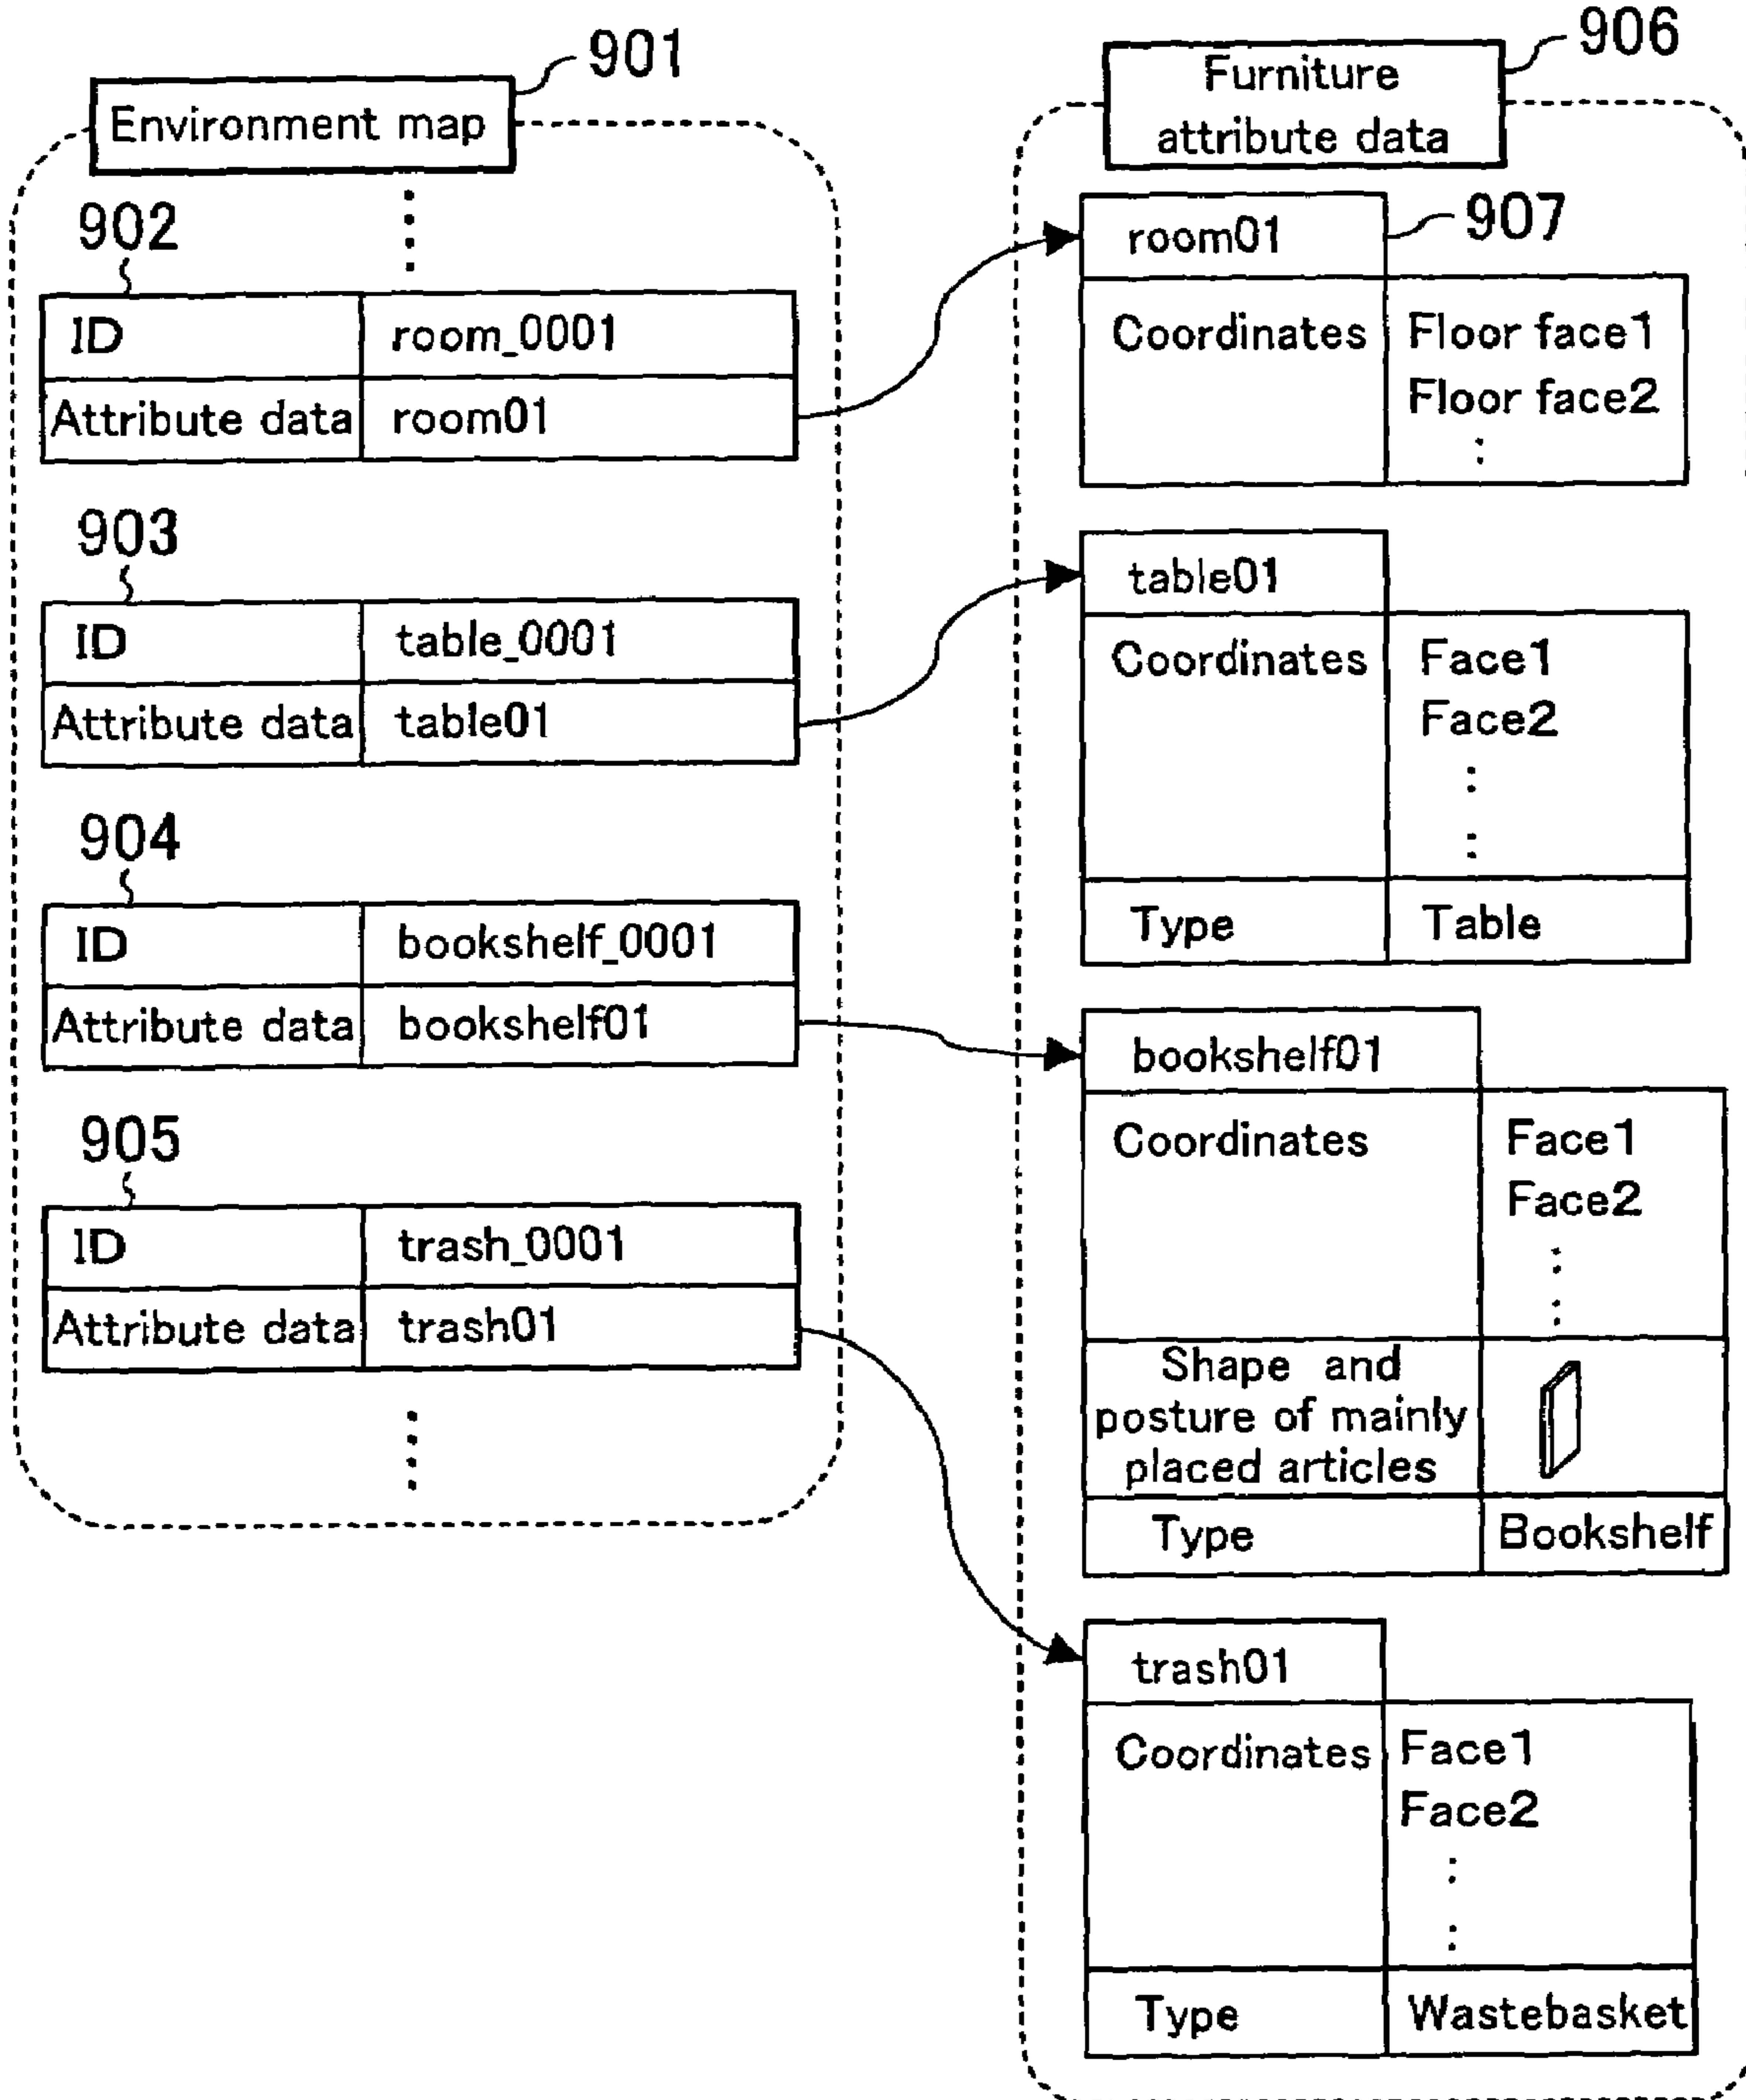 901
Environment map
902
ID room_0001
Attribute data room01
903
ID table_0001
Attribute data table01
904
ID bookshelf_0001
Attribute data bookshelf01
905
ID trash_0001
Attribute data trash01
906
Furniture
attribute data
room01
907
Coordinates Floor face1
Floor face2
table01
Coordinates Face1
Face2
Type Table
bookshelf01
Coordinates Face1
Face2
Shape and
posture of mainly
placed articles
Type Bookshelf
trash01
Coordinates Face1
Face2
Type Wastebasket